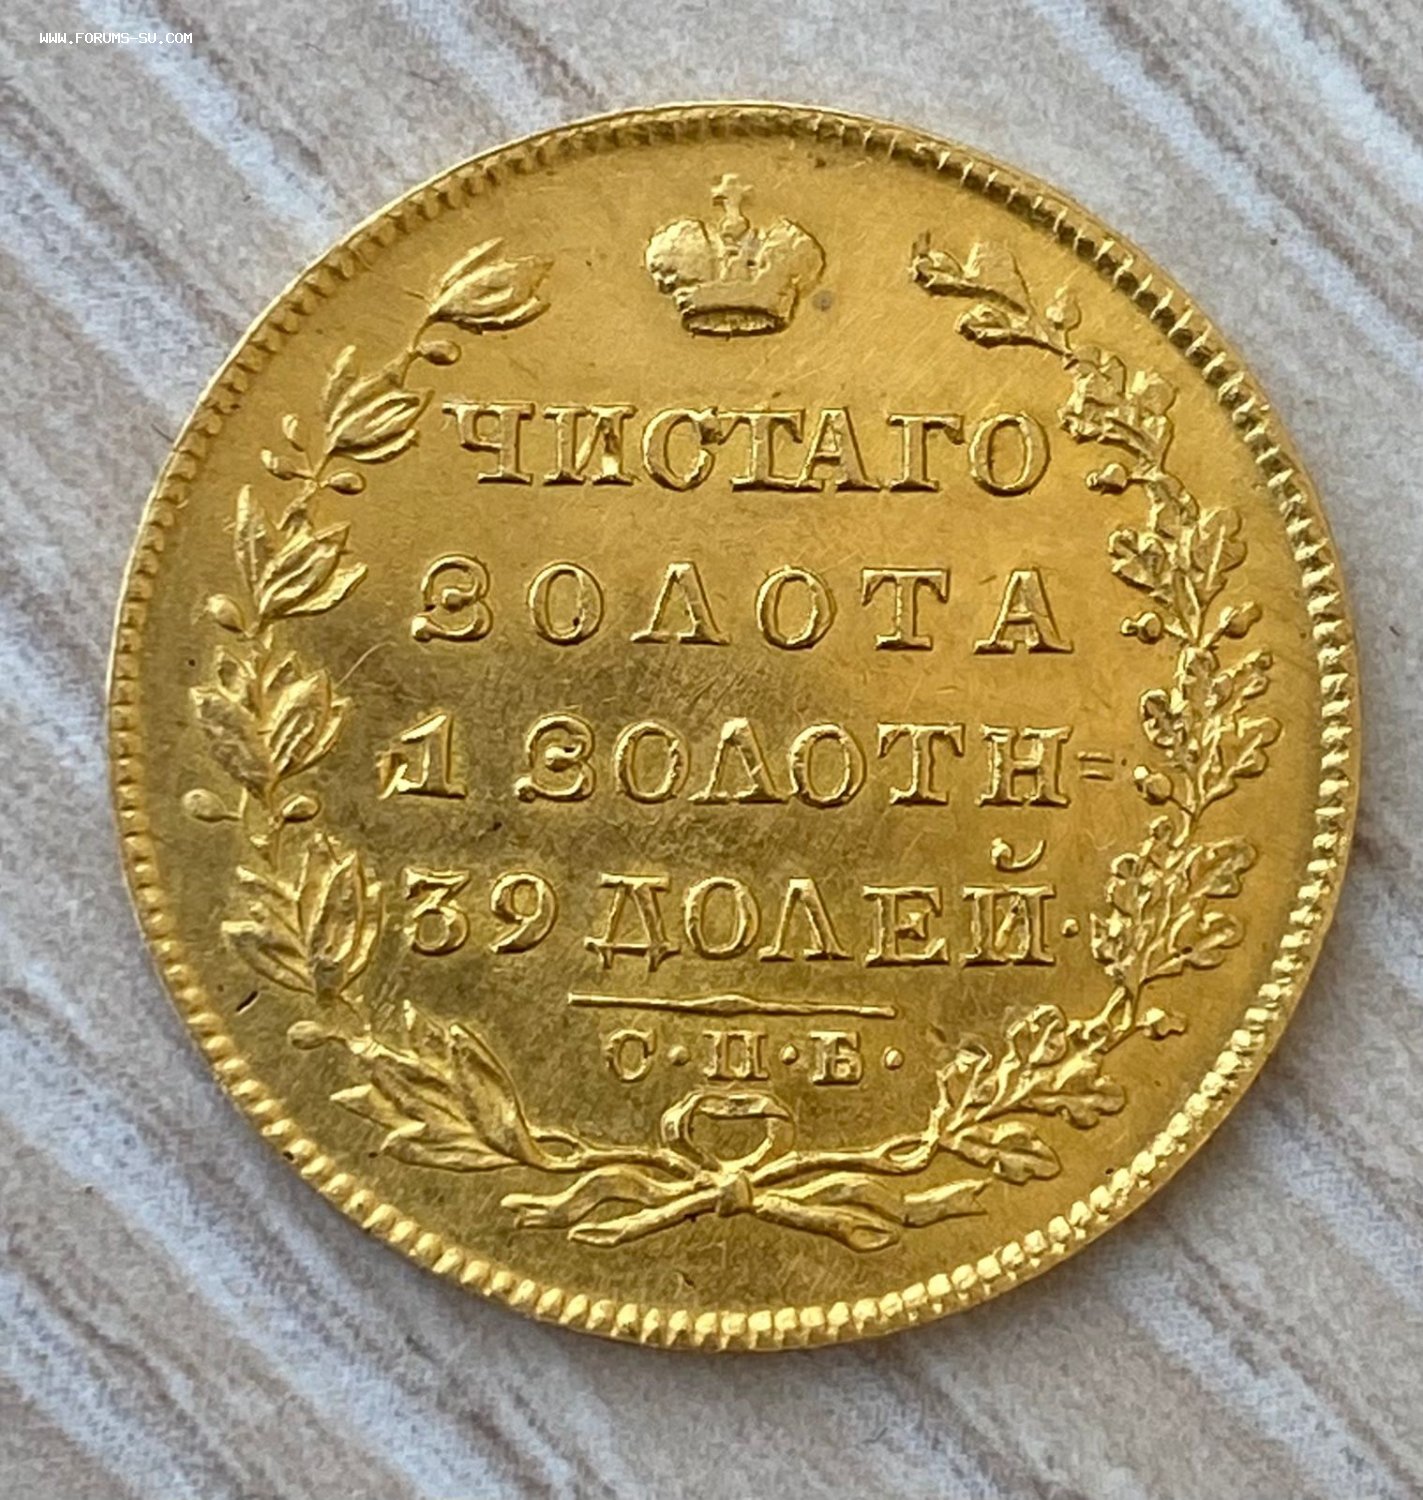 WWW.FORUMS-SU.COM
ЧИСТАГО
ЗОЛОТА
1 ЗОЛОТН=
39 ДОЛЕЙ.
С·П·Б·